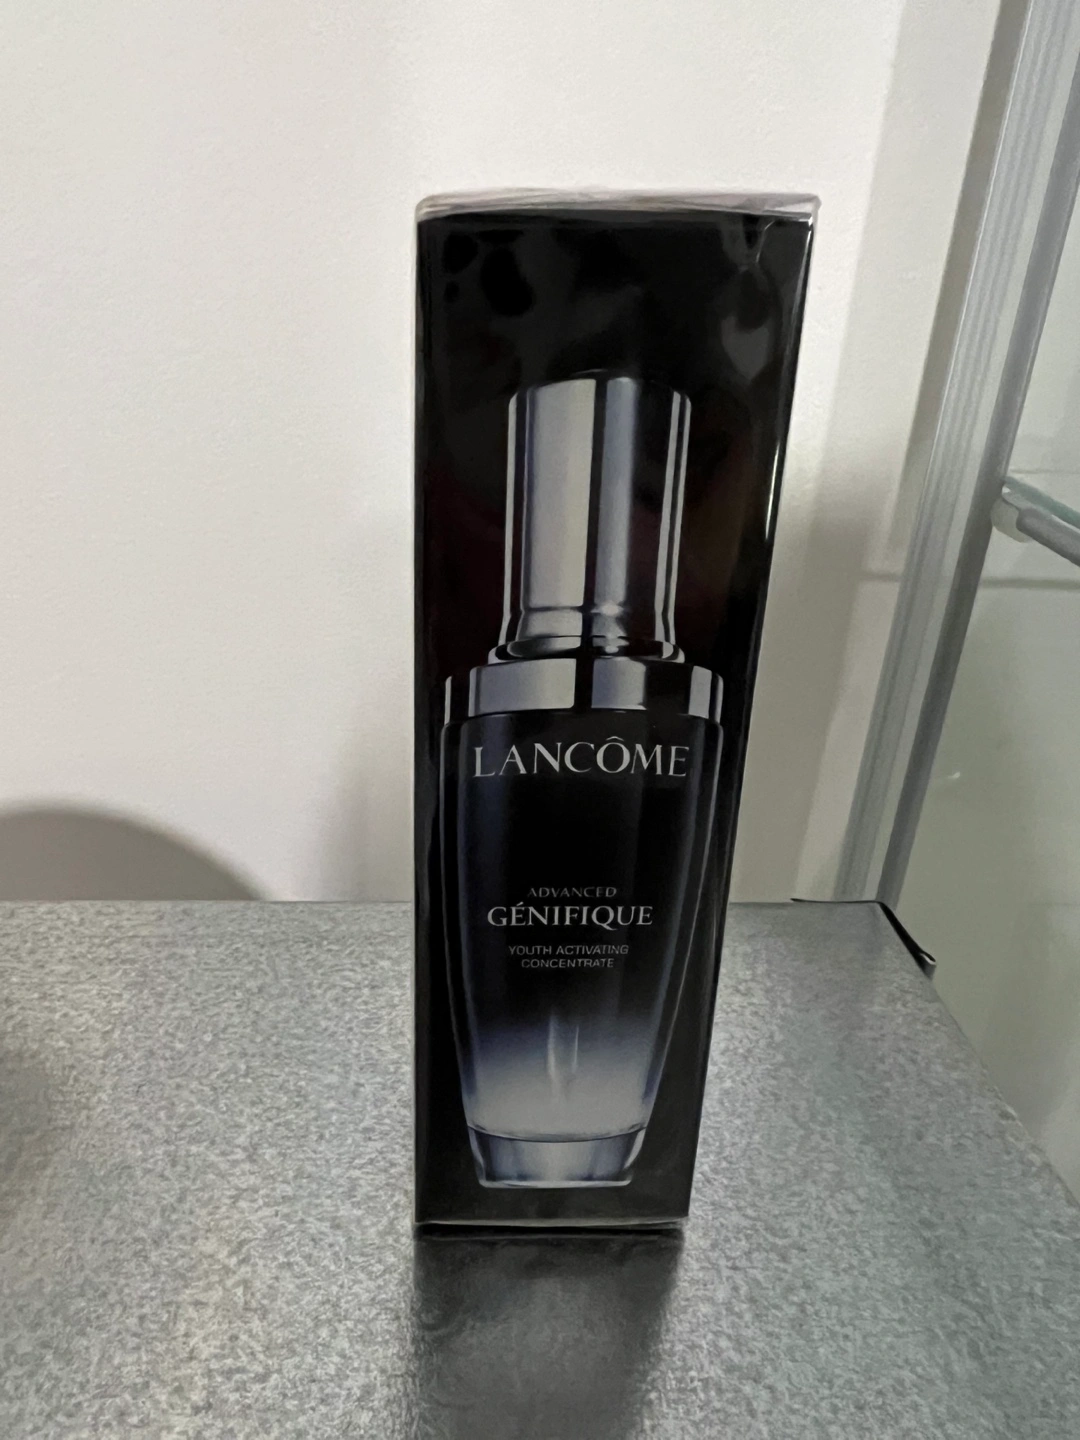 LANCÔME
ADVANCED
GÉNIFIQUE
YOUTH ACTIVATING
CONCENTRATE